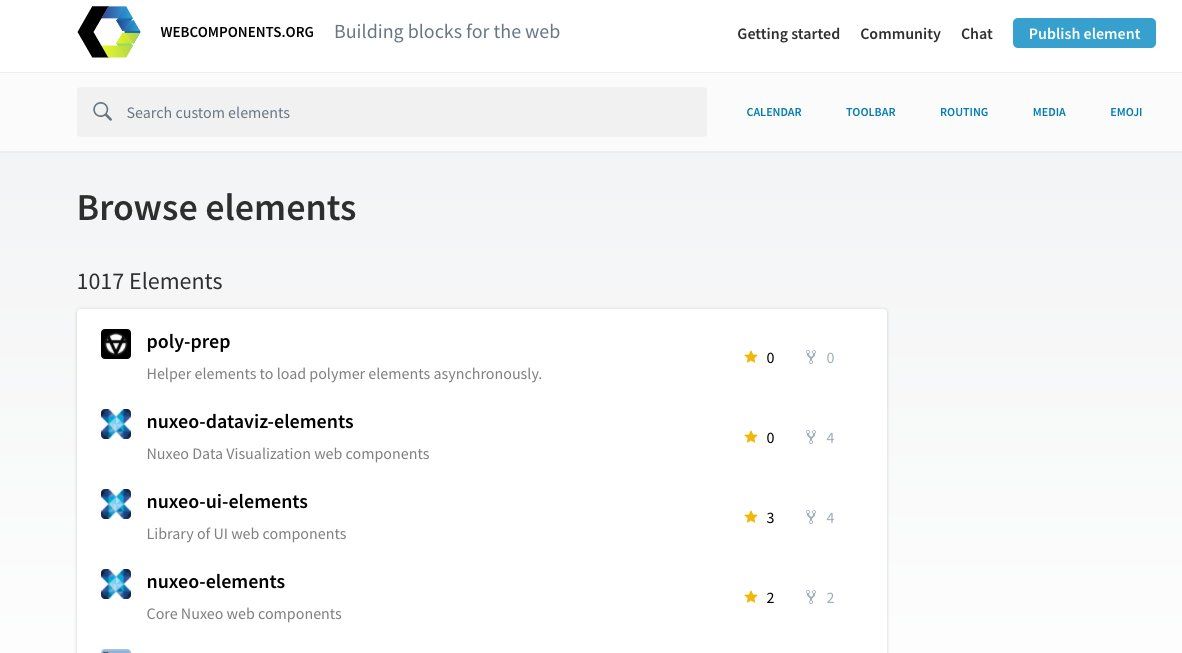 WEBCOMPONENTS.ORG Building blocks for the web Getting started Community Chat Publish element
Search custom elements CALENDAR TOOLBAR ROUTING MEDIA EMOJI
Browse elements
1017 Elements
poly-prep
0 0
Helper elements to load polymer elements asynchronously.
nuxeo-dataviz-elements
0 4
Nuxeo Data Visualization web components
nuxeo-ui-elements
3 4
Library of UI web components
nuxeo-elements
2 2
Core Nuxeo web components